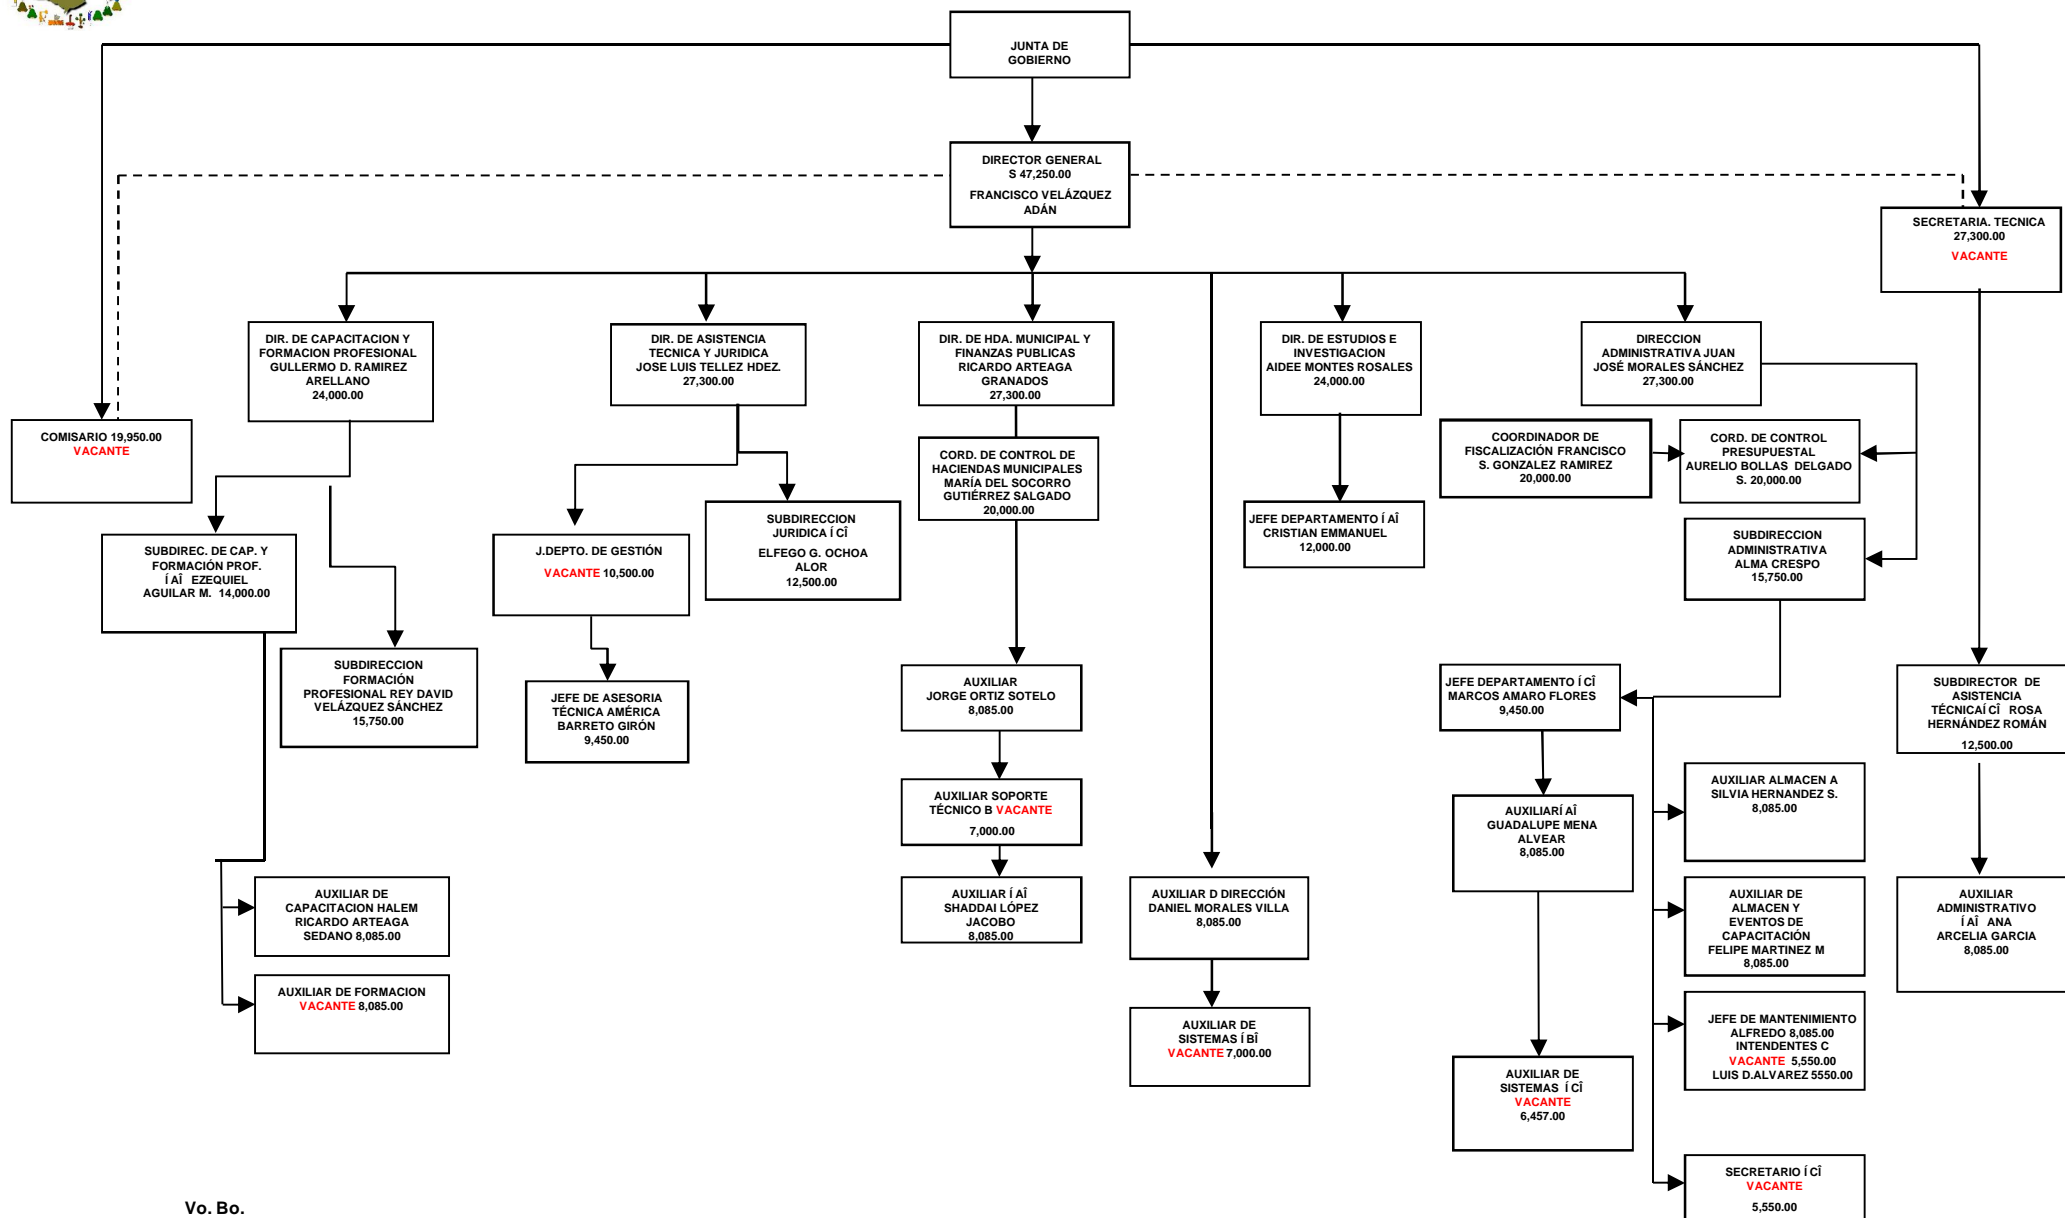 JUNTA DE
GOBIERNO
DIRECTOR GENERAL
S 47,250.00
FRANCISCO VELÁZQUEZ
ADÁN
SECRETARIA. TECNICA
27,300.00
VACANTE
DIR. DE CAPACITACION Y
FORMACION PROFESIONAL
GULLERMO D. RAMIREZ
ARELLANO
24,000.00
DIR. DE ASISTENCIA
TECNICA Y JURIDICA
JOSE LUIS TELLEZ HDEZ.
27,300.00
DIR. DE HDA. MUNICIPAL Y
FINANZAS PUBLICAS
RICARDO ARTEAGA
GRANADOS
27,300.00
DIR. DE ESTUDIOS E
INVESTIGACION
AIDEE MONTES ROSALES
24,000.00
DIRECCION
ADMINISTRATIVA JUAN
JOSÉ MORALES SÁNCHEZ
27,300.00
COMISARIO 19,950.00
VACANTE
CORD. DE CONTROL DE
HACIENDAS MUNICIPALES
MARÍA DEL SOCORRO
GUTIÉRREZ SALGADO
20,000.00
COORDINADOR DE
FISCALIZACIÓN FRANCISCO
S. GONZALEZ RAMIREZ
20,000.00
CORD. DE CONTROL
PRESUPUESTAL
AURELIO BOLLAS DELGADO
S. 20,000.00
SUBDIREC. DE CAP. Y
FORMACIÓN PROF.
Í AÎ EZEQUIEL
AGUILAR M. 14,000.00
J.DEPTO. DE GESTIÓN
VACANTE 10,500.00
SUBDIRECCION
JURIDICA Í CÎ
ELFEGO G. OCHOA
ALOR
12,500.00
JEFE DEPARTAMENTO Í AÎ
CRISTIAN EMMANUEL
12,000.00
SUBDIRECCION
ADMINISTRATIVA
ALMA CRESPO
15,750.00
SUBDIRECCION
FORMACIÓN
PROFESIONAL REY DAVID
VELÁZQUEZ SÁNCHEZ
15,750.00
JEFE DE ASESORIA
TÉCNICA AMÉRICA
BARRETO GIRÓN
9,450.00
AUXILIAR
JORGE ORTIZ SOTELO
8,085.00
JEFE DEPARTAMENTO Í CÎ
MARCOS AMARO FLORES
9,450.00
SUBDIRECTOR DE
ASISTENCIA
TÉCNICAÍ CÎ ROSA
HERNÁNDEZ ROMÁN
12,500.00
AUXILIAR SOPORTE
TÉCNICO B VACANTE
7,000.00
AUXILIARÍ AÎ
GUADALUPE MENA
ALVEAR
8,085.00
AUXILIAR ALMACEN A
SILVIA HERNANDEZ S.
8,085.00
AUXILIAR DE
CAPACITACION HALEM
RICARDO ARTEAGA
SEDANO 8,085.00
AUXILIAR Í AÎ
SHADDAI LÓPEZ
JACOBO
8,085.00
AUXILIAR D DIRECCIÓN
DANIEL MORALES VILLA
8,085.00
AUXILIAR DE
ALMACEN Y
EVENTOS DE
CAPACITACIÓN
FELIPE MARTINEZ M
8,085.00
AUXILIAR
ADMINISTRATIVO
Í AÎ ANA
ARCELIA GARCIA
8,085.00
AUXILIAR DE FORMACION
VACANTE 8,085.00
AUXILIAR DE
SISTEMAS Í BÎ
VACANTE 7,000.00
JEFE DE MANTENIMIENTO
ALFREDO 8,085.00
INTENDENTES C
VACANTE 5,550.00
LUIS D.ALVAREZ 5550.00
AUXILIAR DE
SISTEMAS Í CÎ
VACANTE
6,457.00
SECRETARIO Í CÎ
VACANTE
5,550.00
Vo. Bo.